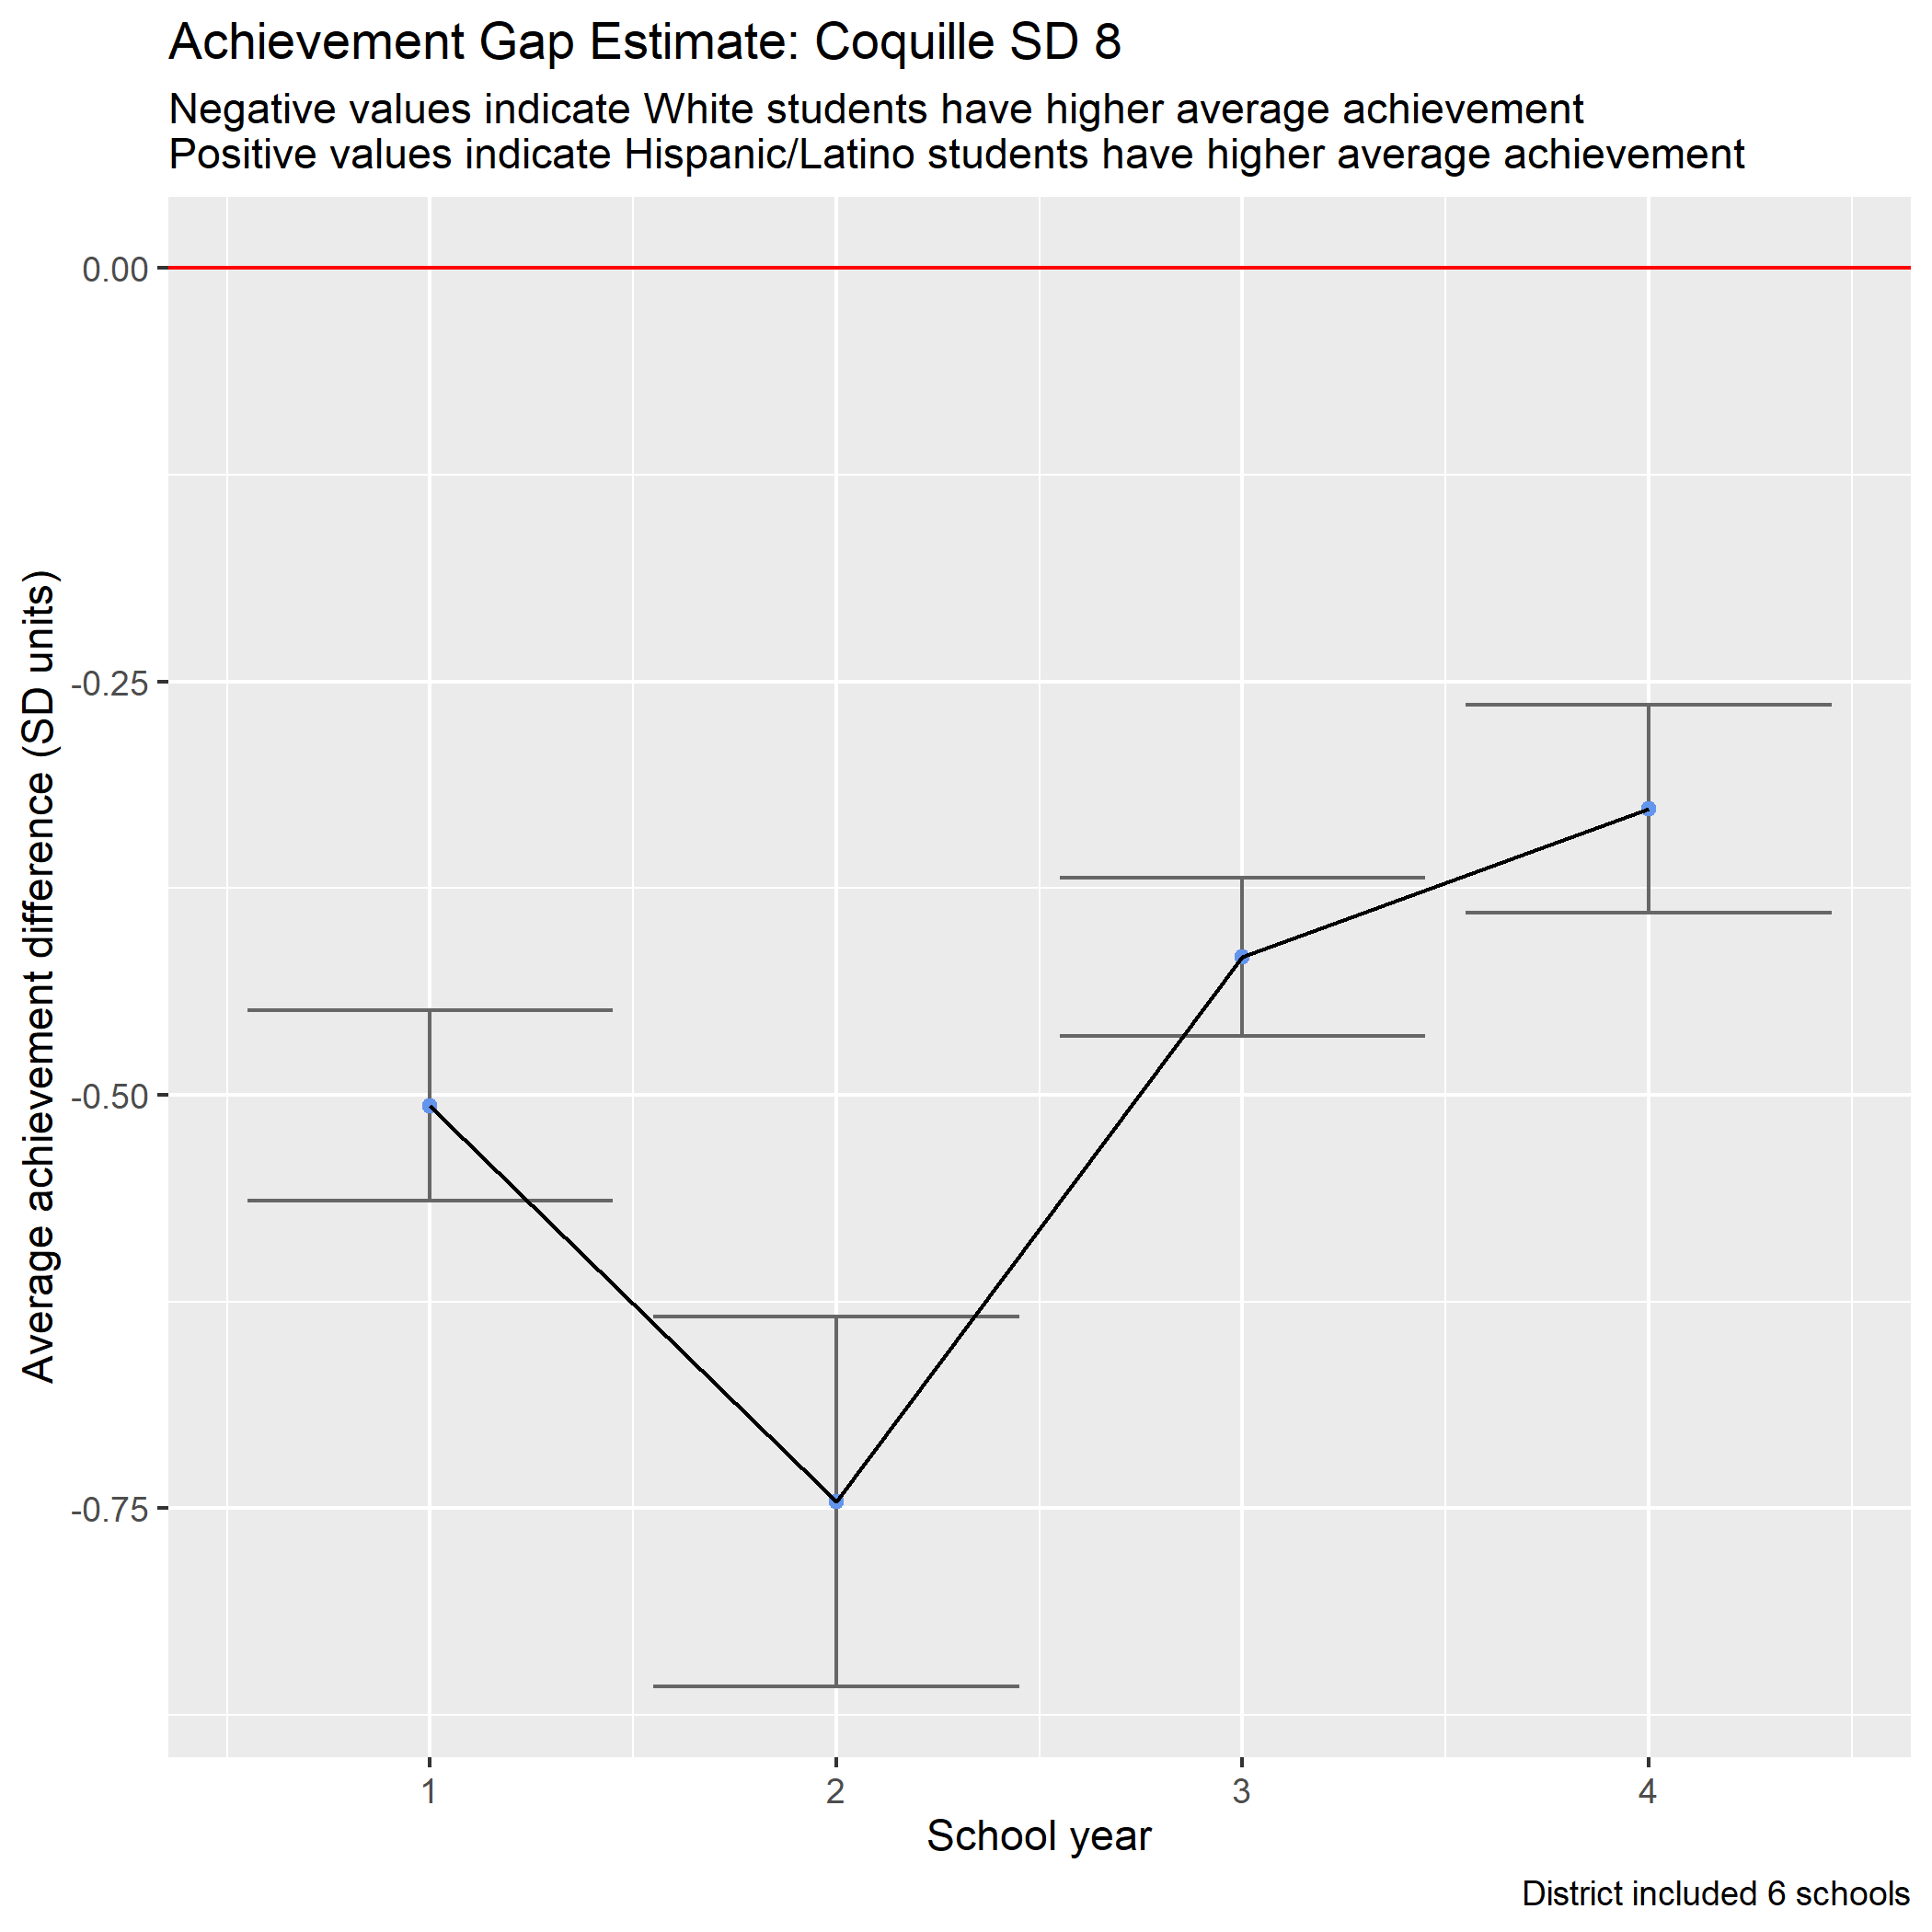 Achievement Gap Estimate: Coquille SD 8
Negative values indicate White students have higher average achievement
Positive values indicate Hispanic/Latino students have higher average achievement
Average achievement difference (SD units)
0.00
-0.25
-0.50
-0.75
1 2 3 4
School year
District included 6 schools